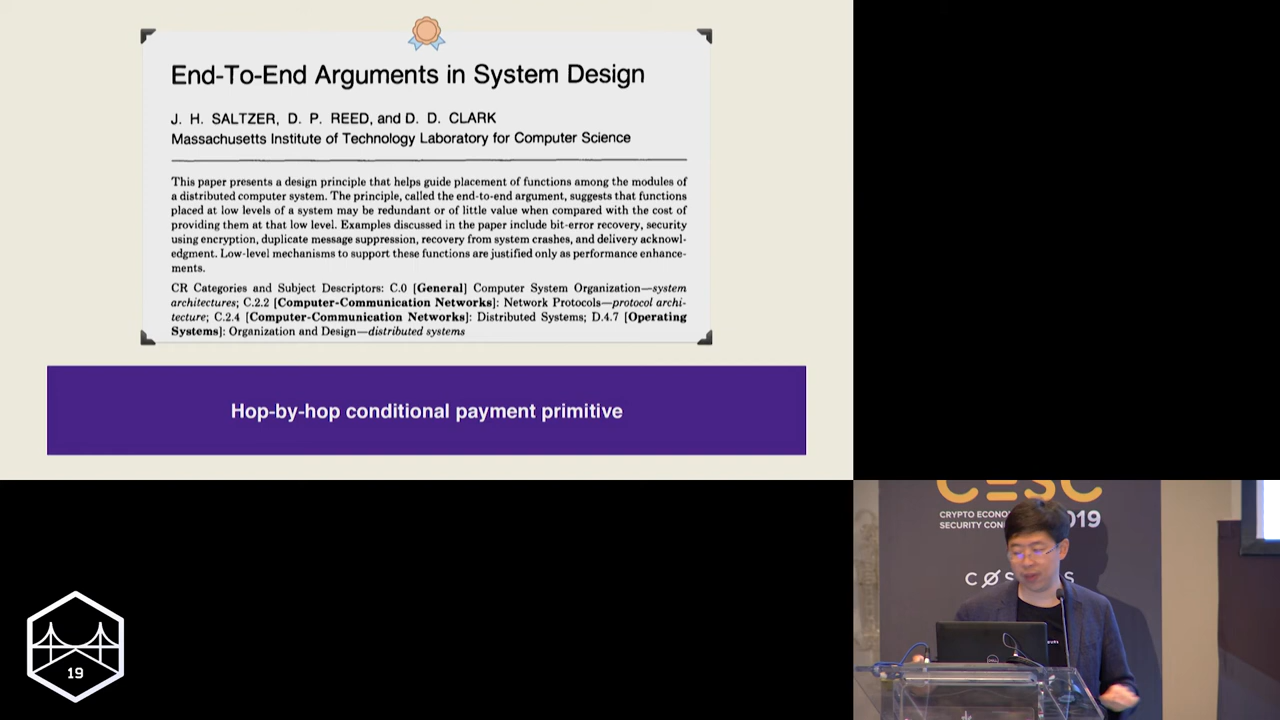 End-To-End Arguments in System Design
J. H. SALTZER, D. P. REED, and D. D. CLARK
Massachusetts Institute of Technology Laboratory for Computer Science
This paper presents a design principle that helps guide placement of functions among the modules of
a distributed computer system. The principle, called the end-to-end argument, suggests that functions
placed at low levels of a system may be redundant or of little value when compared with the cost of
providing them at that low level. Examples discussed in the paper include bit-error recovery, security
using encryption, duplicate message suppression, recovery from system crashes, and delivery acknowl-
edgment. Low-level mechanisms to support these functions are justified only as performance enhance-
ments.
CR Categories and Subject Descriptors: C.0 [General] Computer System Organization—system
architectures; C.2.2 [Computer-Communication Networks]: Network Protocols—protocol archi-
tecture; C.2.4 [Computer-Communication Networks]: Distributed Systems; D.4.7 [Operating
Systems]: Organization and Design—distributed systems
Hop-by-hop conditional payment primitive
CESC
CRYPTO ECONO
SECURITY CON
2019
19